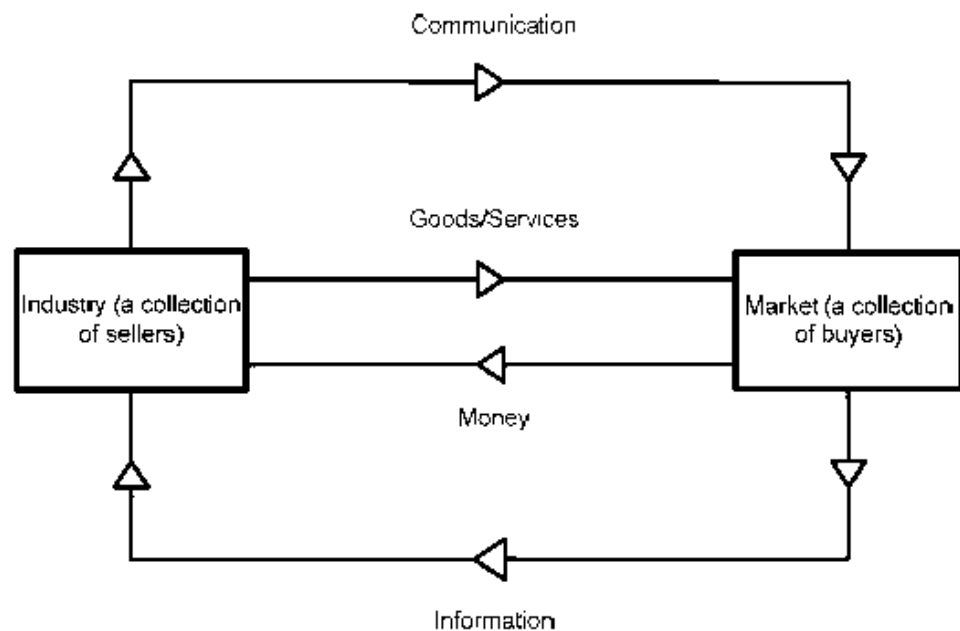 Communication
Goods/Services
Industry (a collection
of sellers)
Market (a collection
of buyers)
Money
Information